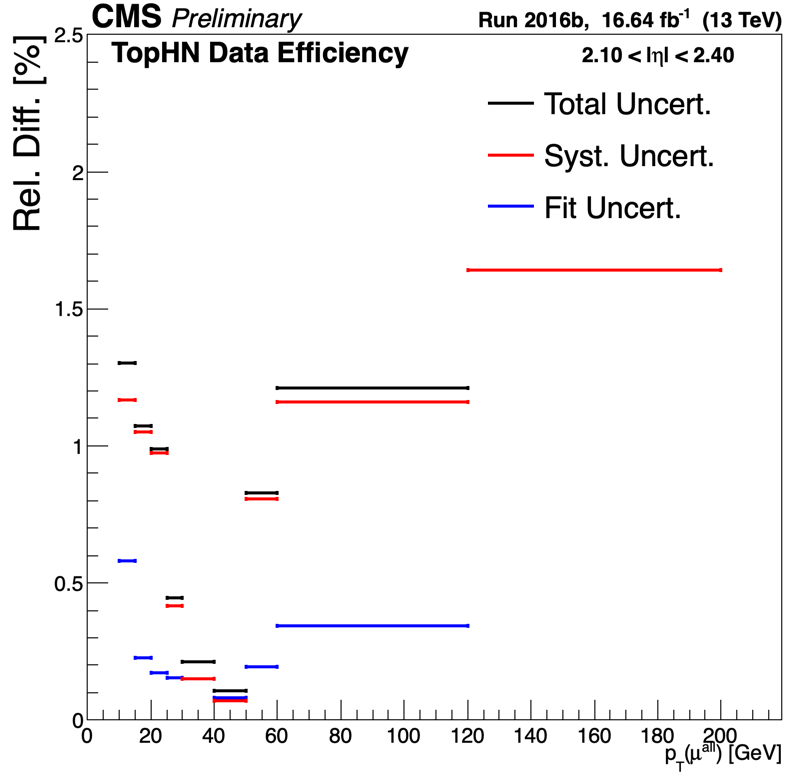 CMS Preliminary
Run 2016b, 16.64 fb⁻¹ (13 TeV)
TopHN Data Efficiency
2.10 < |η| < 2.40
Total Uncert.
Syst. Uncert.
Fit Uncert.
Rel. Diff. [%]
2.5
2
1.5
1
0.5
0
0 20 40 60 80 100 120 140 160 180 200
p_T(μ^all) [GeV]